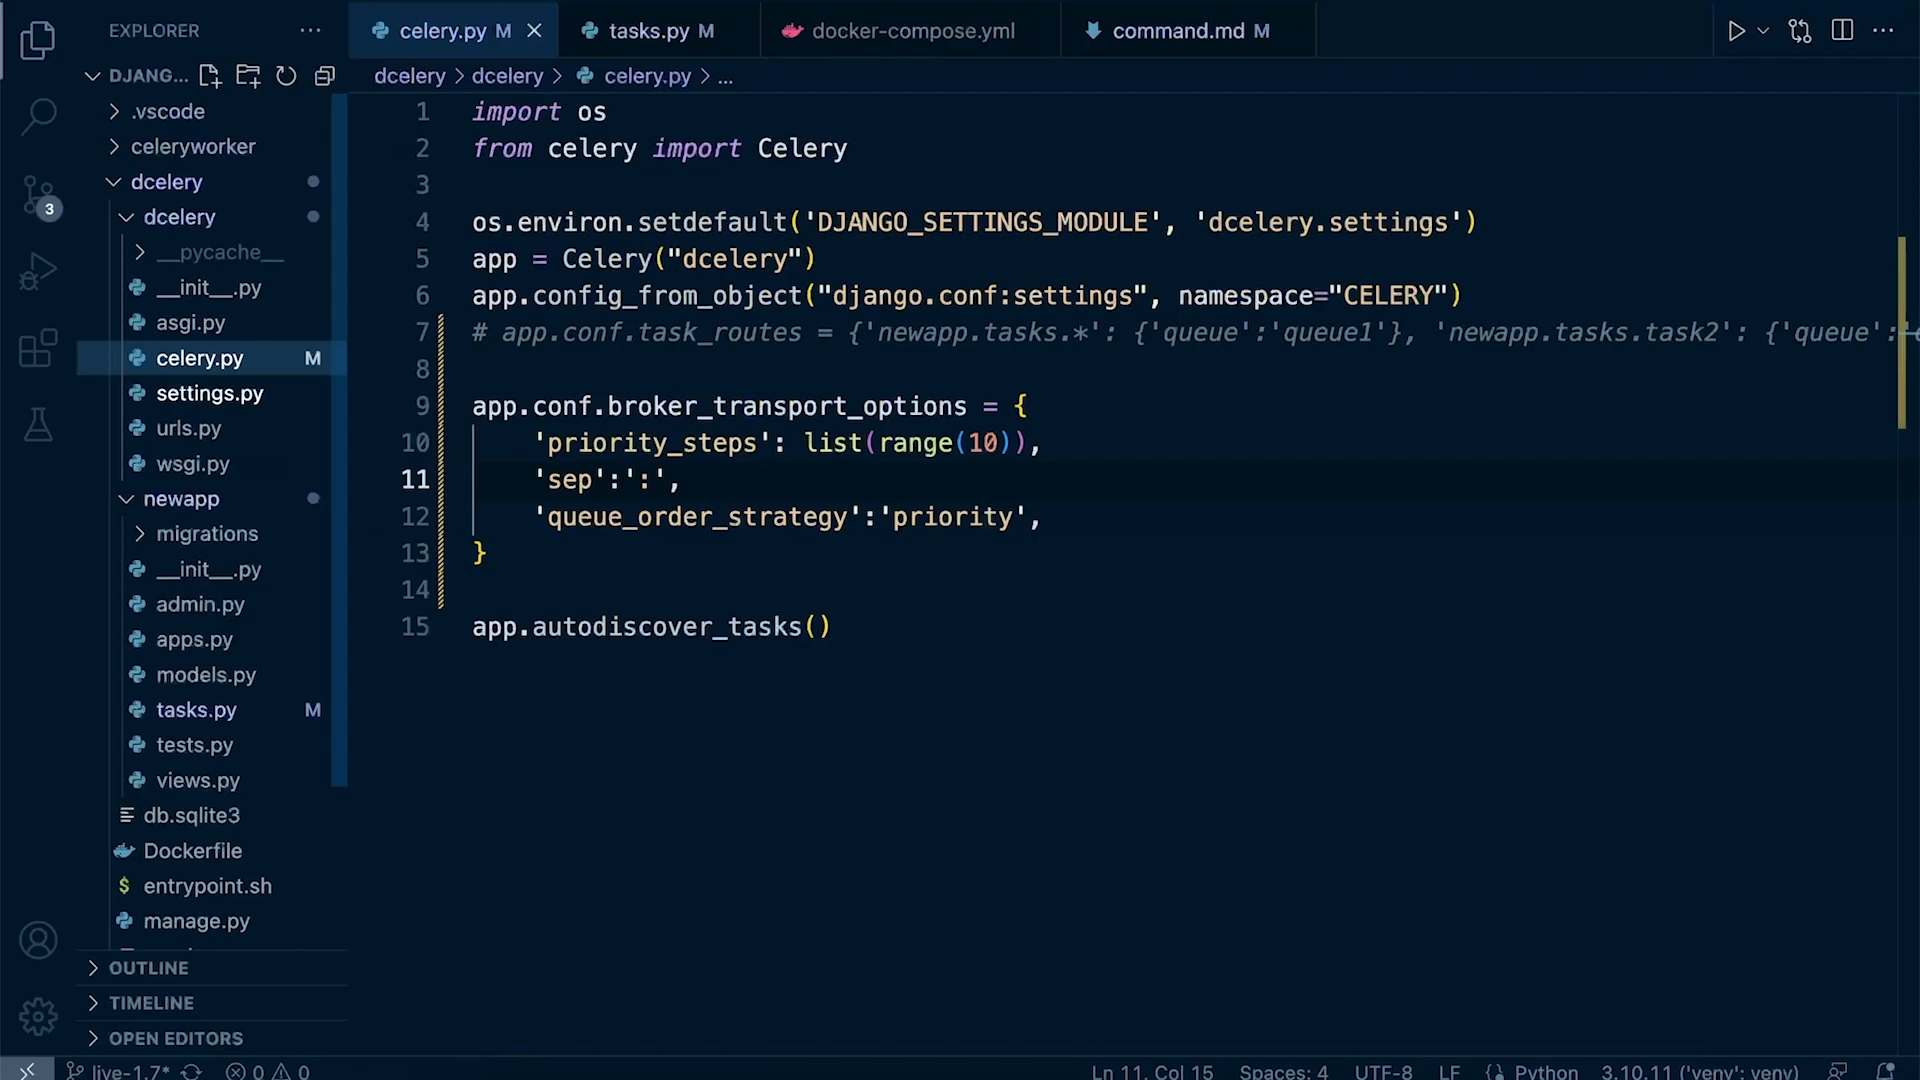 EXPLORER
celery.py M
tasks.py M
docker-compose.yml
command.md M
DJANG...
dcelery > dcelery > celery.py > ...
.vscode
celeryworker
dcelery
dcelery
__pycache__
__init__.py
asgi.py
celery.py M
settings.py
urls.py
wsgi.py
newapp
migrations
__init__.py
admin.py
apps.py
models.py
tasks.py M
tests.py
views.py
db.sqlite3
Dockerfile
entrypoint.sh
manage.py
OUTLINE
TIMELINE
OPEN EDITORS
3
1 import os
2 from celery import Celery
3
4 os.environ.setdefault('DJANGO_SETTINGS_MODULE', 'dcelery.settings')
5 app = Celery("dcelery")
6 app.config_from_object("django.conf:settings", namespace="CELERY")
7 # app.conf.task_routes = {'newapp.tasks.*': {'queue':'queue1'}, 'newapp.tasks.task2': {'queue':
8
9 app.conf.broker_transport_options = {
10 'priority_steps': list(range(10)),
11 'sep':':',
12 'queue_order_strategy':'priority',
13 }
14
15 app.autodiscover_tasks()
live-1.7* 0 0 Ln 11, Col 15 Spaces: 4 UTF-8 LF Python 3.10.11 ('venv': venv)